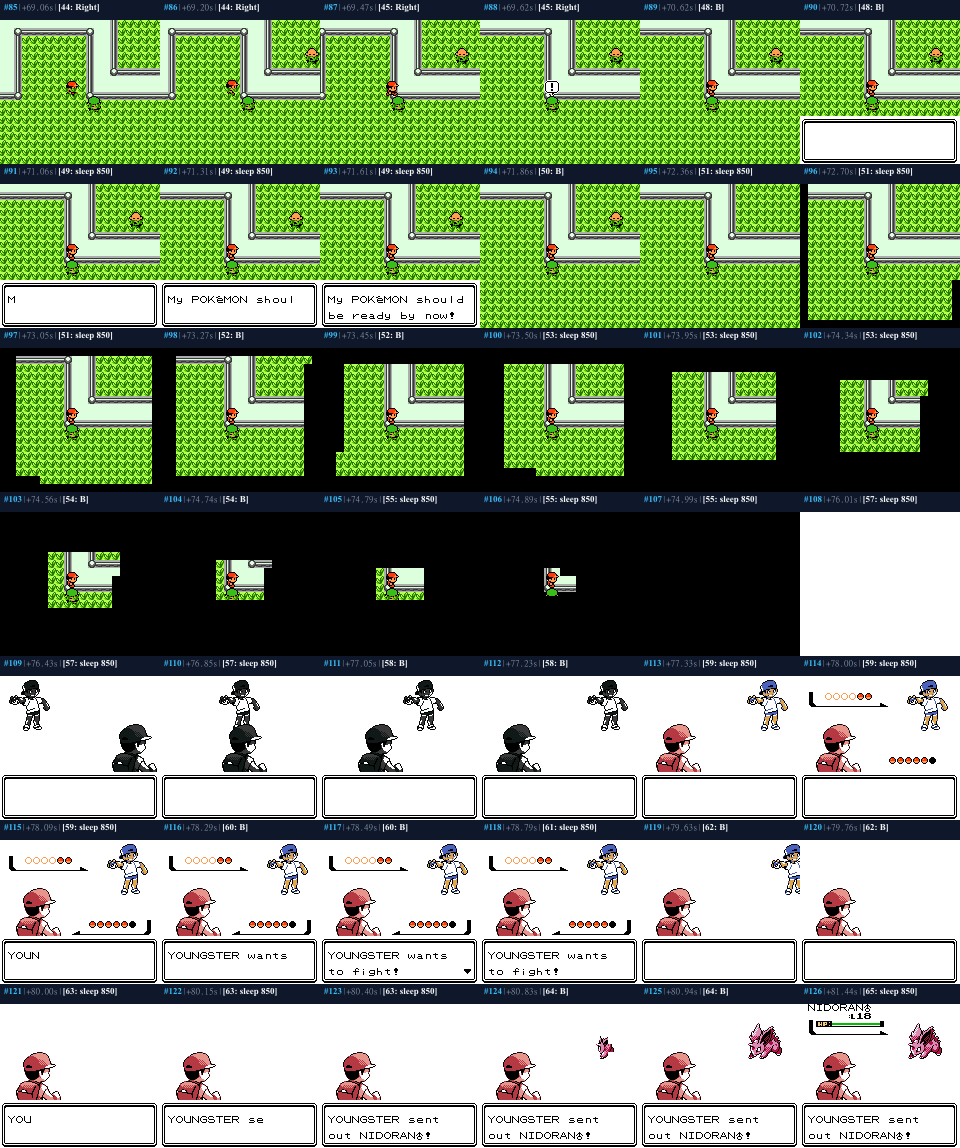 #85|+69.06s|[44: Right]
#86|+69.20s|[44: Right]
#87|+69.47s|[45: Right]
#88|+69.62s|[45: Right]
#89|+70.62s|[48: B]
#90|+70.72s|[48: B]
!
#91|+71.06s|[49: sleep 850]
#92|+71.31s|[49: sleep 850]
#93|+71.61s|[49: sleep 850]
#94|+71.86s|[50: B]
#95|+72.36s|[51: sleep 850]
#96|+72.70s|[51: sleep 850]
M
My POKéMON shoul
My POKéMON should
be ready by now!
#97|+73.05s|[51: sleep 850]
#98|+73.27s|[52: B]
#99|+73.45s|[52: B]
#100|+73.50s|[53: sleep 850]
#101|+73.95s|[53: sleep 850]
#102|+74.34s|[53: sleep 850]
#103|+74.56s|[54: B]
#104|+74.74s|[54: B]
#105|+74.79s|[55: sleep 850]
#106|+74.89s|[55: sleep 850]
#107|+74.99s|[55: sleep 850]
#108|+76.01s|[57: sleep 850]
#109|+76.43s|[57: sleep 850]
#110|+76.85s|[57: sleep 850]
#111|+77.05s|[58: B]
#112|+77.23s|[58: B]
#113|+77.33s|[59: sleep 850]
#114|+78.00s|[59: sleep 850]
#115|+78.09s|[59: sleep 850]
#116|+78.29s|[60: B]
#117|+78.49s|[60: B]
#118|+78.79s|[61: sleep 850]
#119|+79.63s|[62: B]
#120|+79.76s|[62: B]
YOUN
YOUNGSTER wants
YOUNGSTER wants
to fight!
YOUNGSTER wants
to fight!
#121|+80.00s|[63: sleep 850]
#122|+80.15s|[63: sleep 850]
#123|+80.40s|[63: sleep 850]
#124|+80.83s|[64: B]
#125|+80.94s|[64: B]
#126|+81.44s|[65: sleep 850]
NIDORAN♂
:L18
HP:
YOU
YOUNGSTER se
YOUNGSTER sent
out NIDORAN♂!
YOUNGSTER sent
out NIDORAN♂!
YOUNGSTER sent
out NIDORAN♂!
YOUNGSTER sent
out NIDORAN♂!